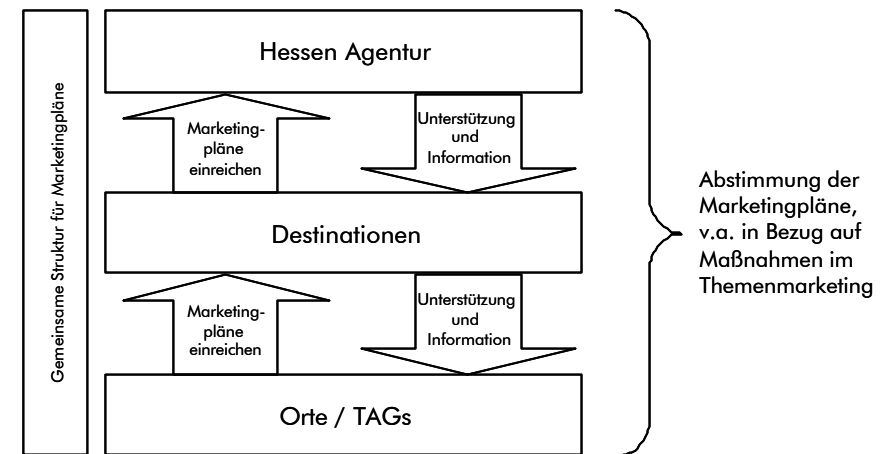 Gemeinsame Struktur für Marketingpläne
Hessen Agentur
Marketing-
pläne
einreichen
Unterstützung
und
Information
Destinationen
Marketing-
pläne
einreichen
Unterstützung
und
Information
Orte / TAGs
Abstimmung der
Marketingpläne,
v.a. in Bezug auf
Maßnahmen im
Themenmarketing